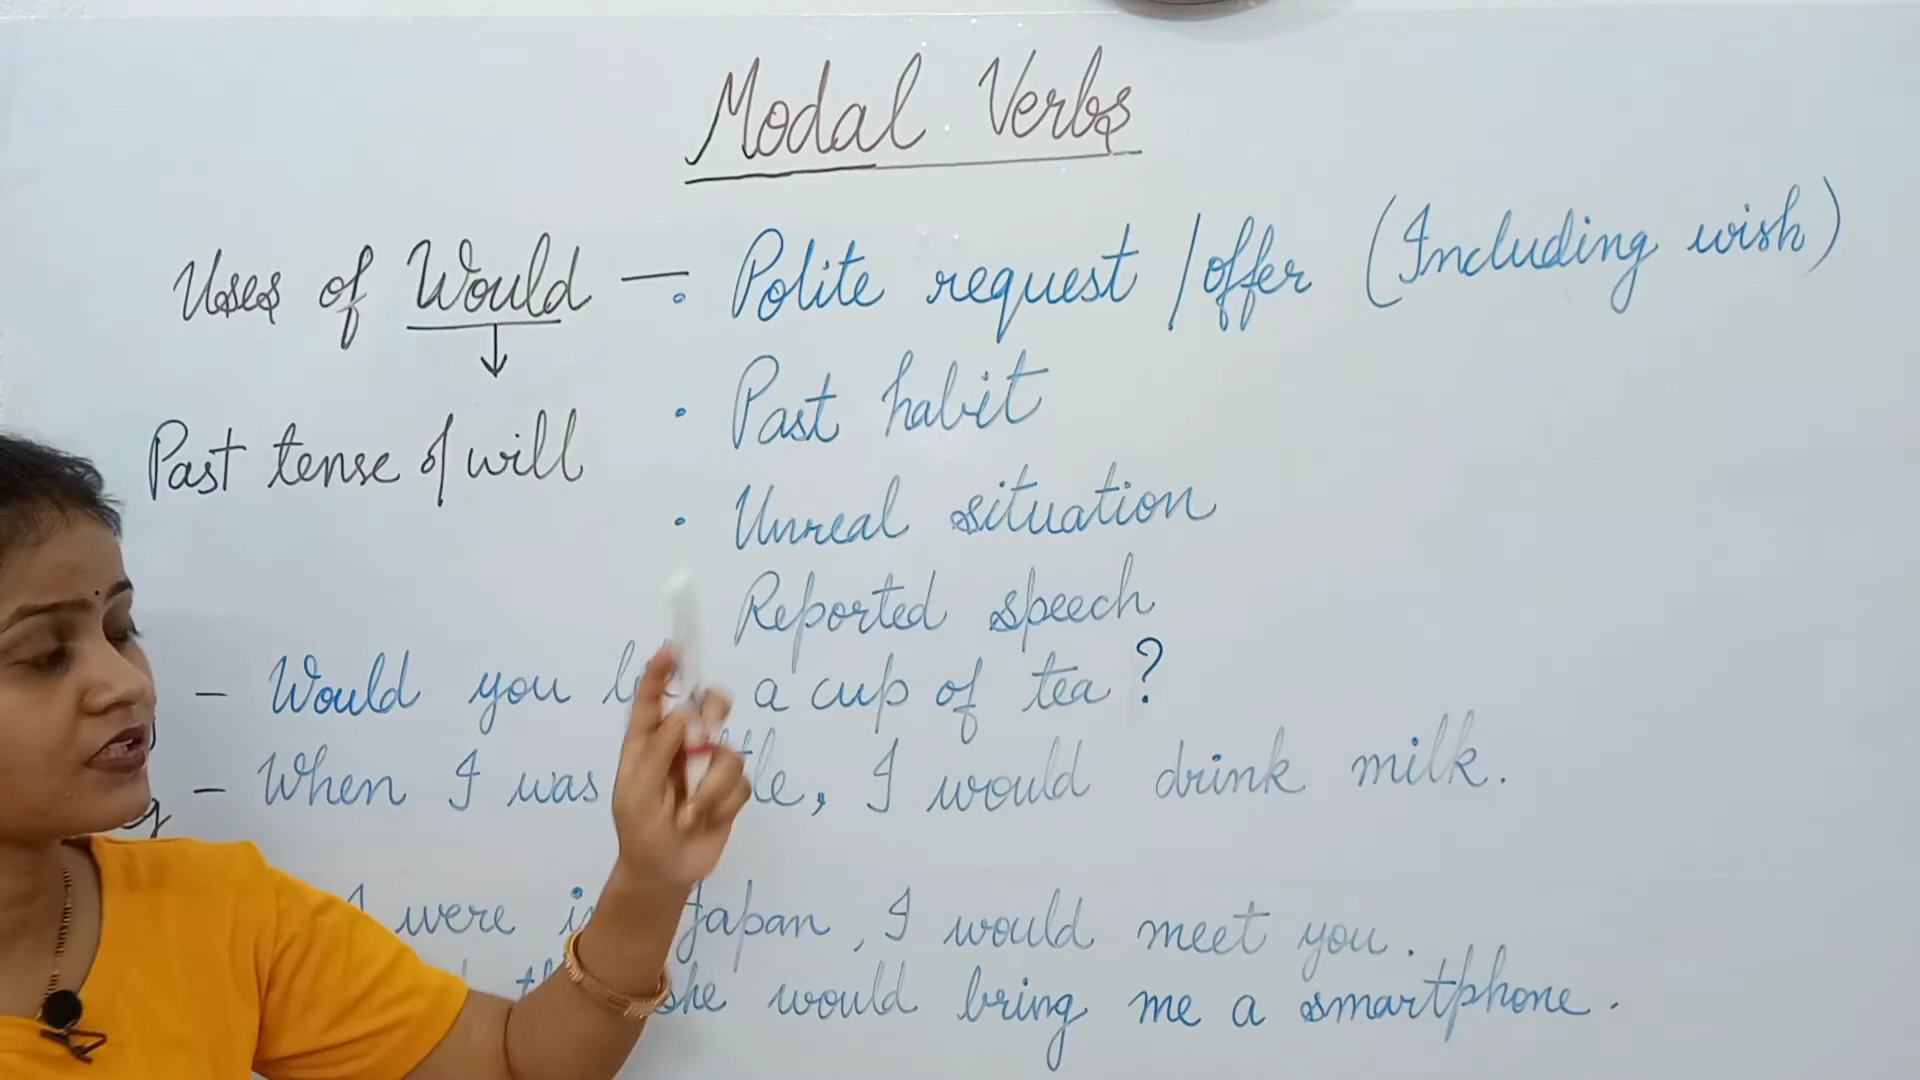 Modal Verbs
Uses of Would — • Polite request / offer (Including wish)
• Past habit
Past tense of will
• Unreal situation
Reported speech
- Would you a cup of tea ?
- When I was , I would drink milk.
I were in Japan, I would meet you.
she would bring me a smartphone.